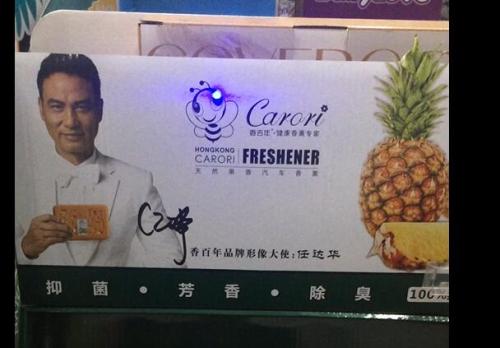 Carori
香百年·健康香薰专家
HONGKONG
CARORI
FRESHENER
天然果香汽车香薰
香百年品牌形像大使:任达华
抑菌·芳香·除臭
100%